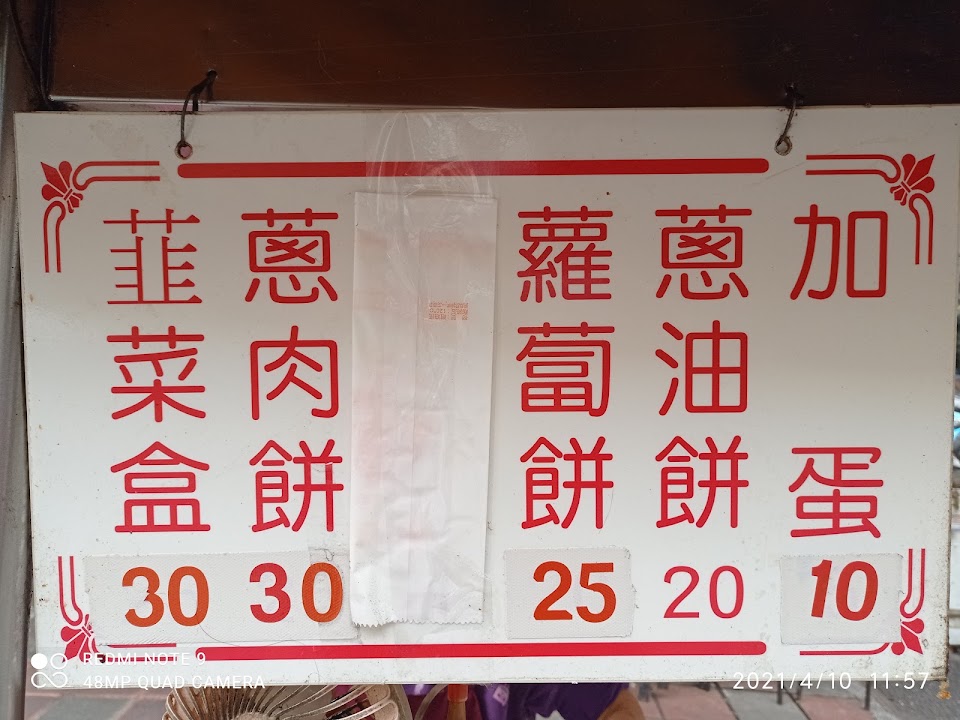 加蛋 10
蔥油餅 20
蘿蔔餅 25
蔥肉餅 30
韮菜盒 30
REDMI NOTE 9
48MP QUAD CAMERA
2021/4/10 11:57